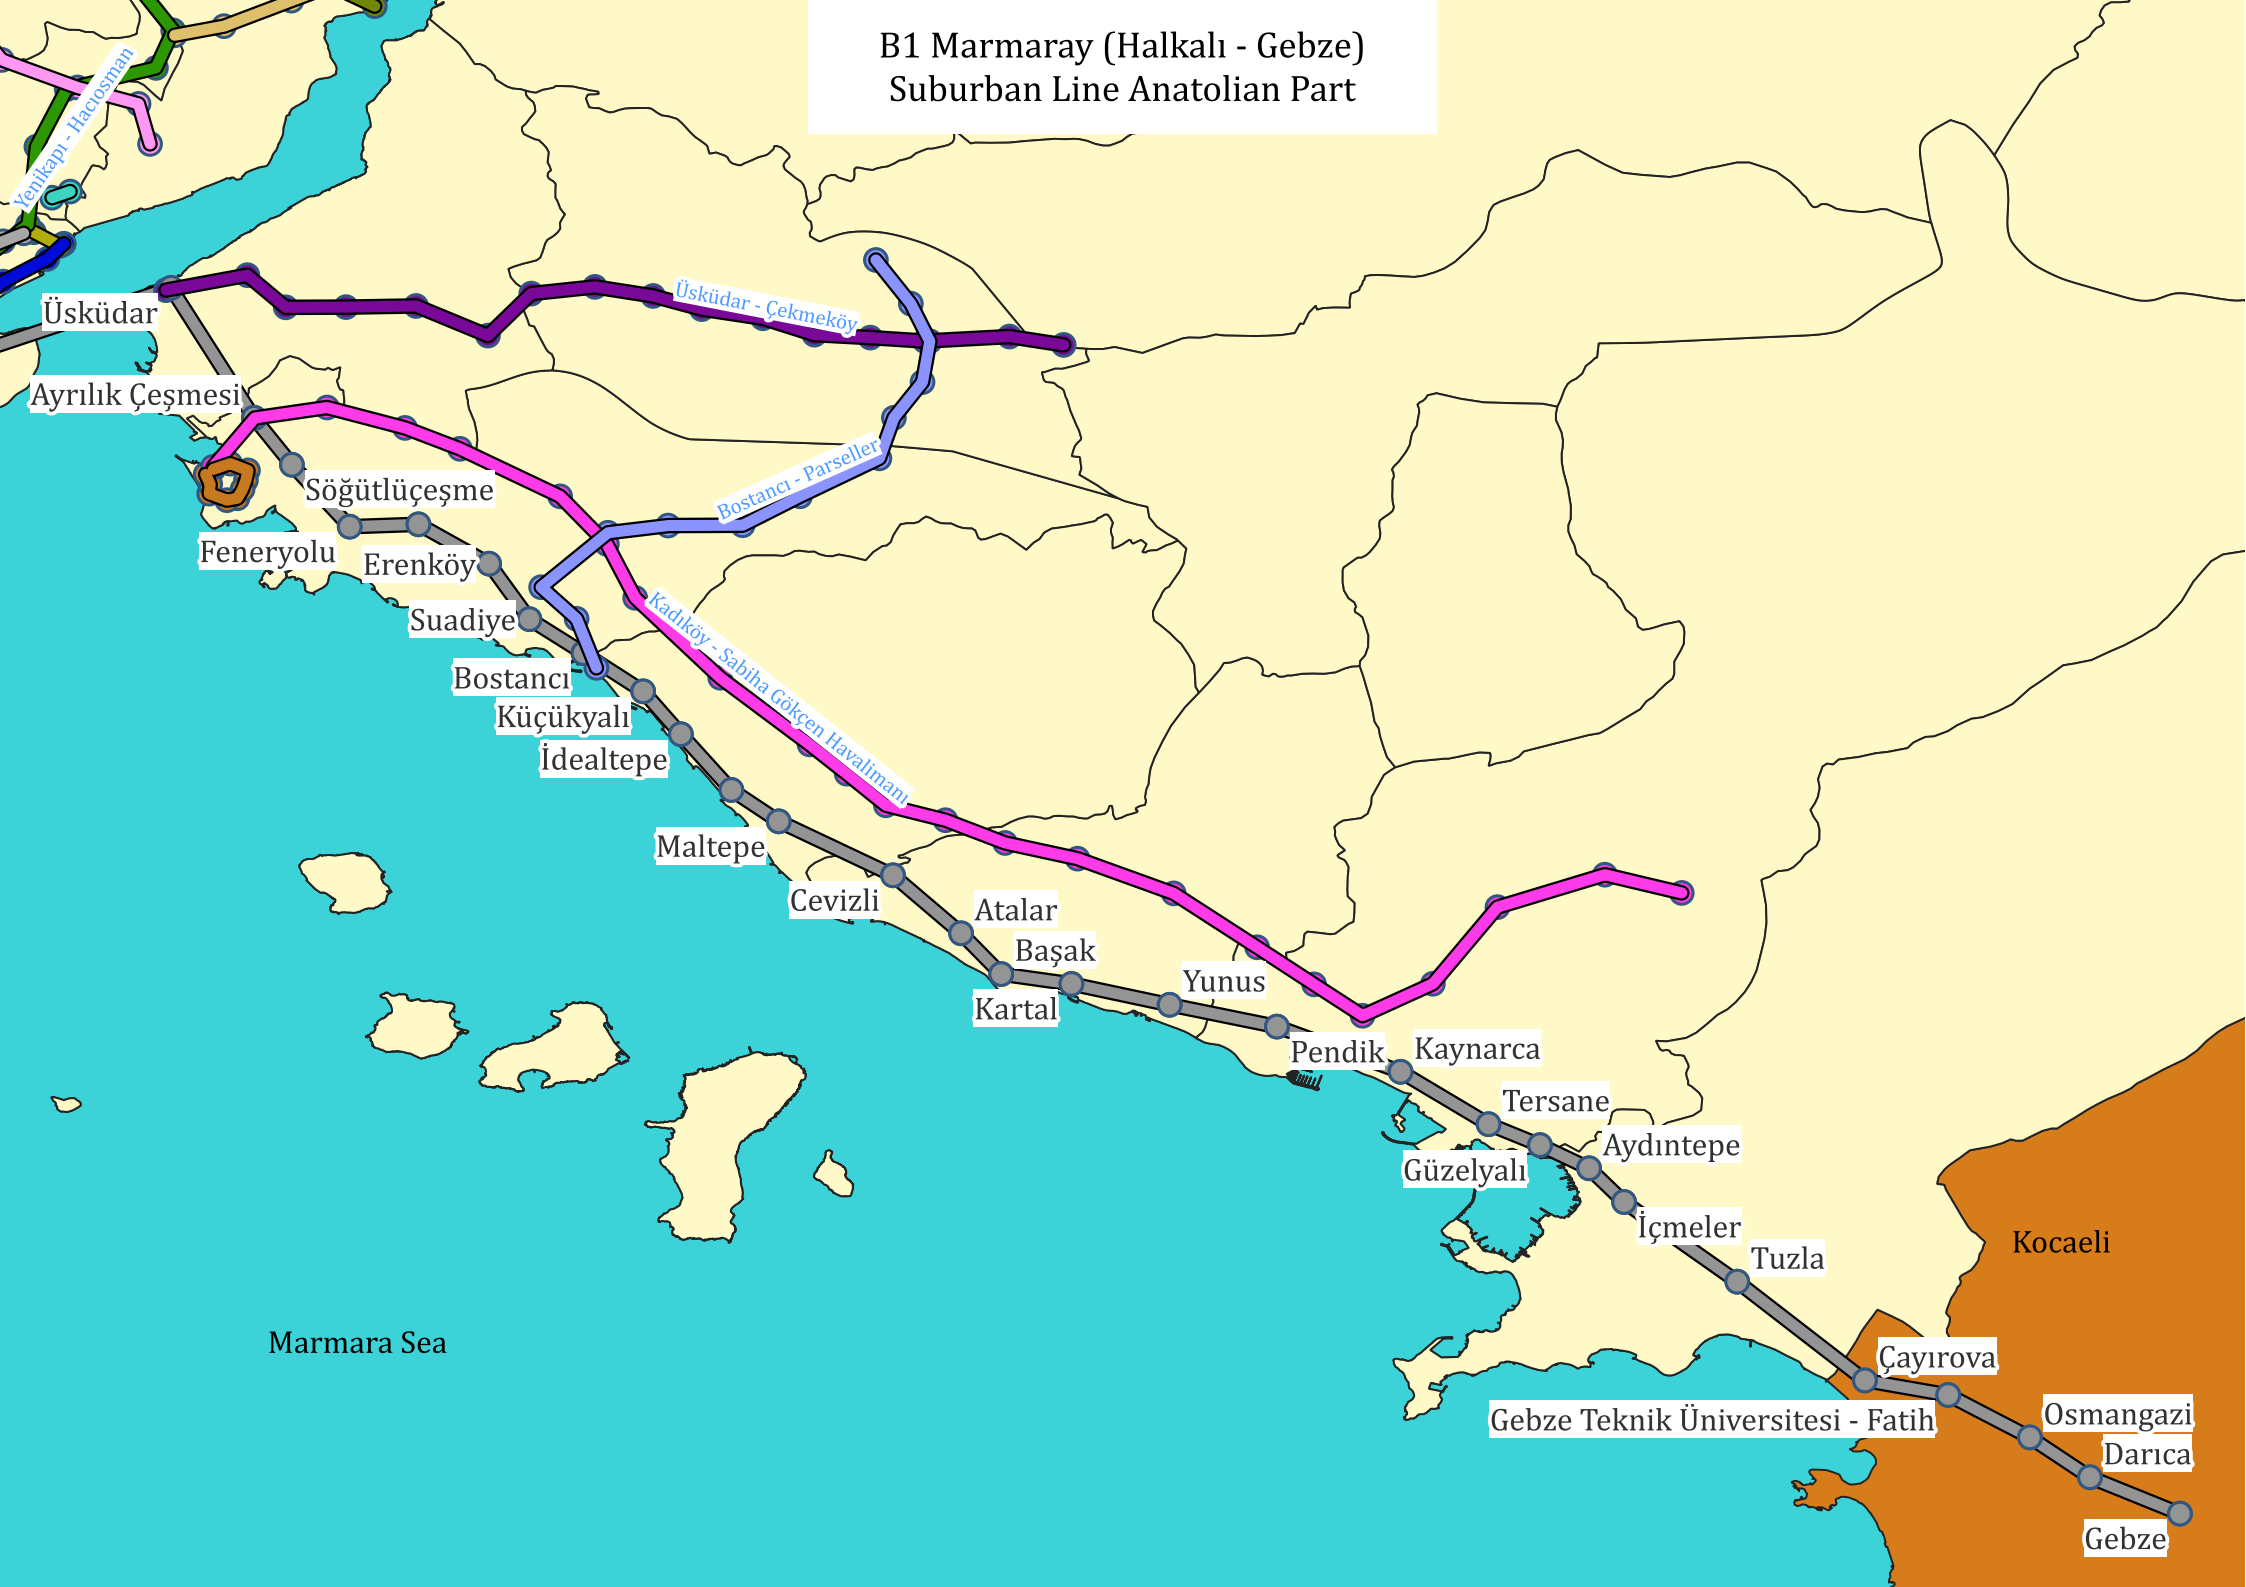 B1 Marmaray (Halkalı - Gebze)
Suburban Line Anatolian Part
Yenikapı - Hacıosman
Üsküdar - Çekmeköy
Üsküdar
Ayrılık Çeşmesi
Bostancı - Parseller
Söğütlüçeşme
Feneryolu
Erenköy
Suadiye
Kadıköy - Sabiha Gökçen Havalimanı
Bostancı
Küçükyalı
İdealtepe
Maltepe
Cevizli
Atalar
Başak
Yunus
Kartal
Pendik
Kaynarca
Tersane
Aydıntepe
Güzelyalı
İçmeler
Kocaeli
Tuzla
Marmara Sea
Çayırova
Gebze Teknik Üniversitesi - Fatih
Osmangazi
Darıca
Gebze